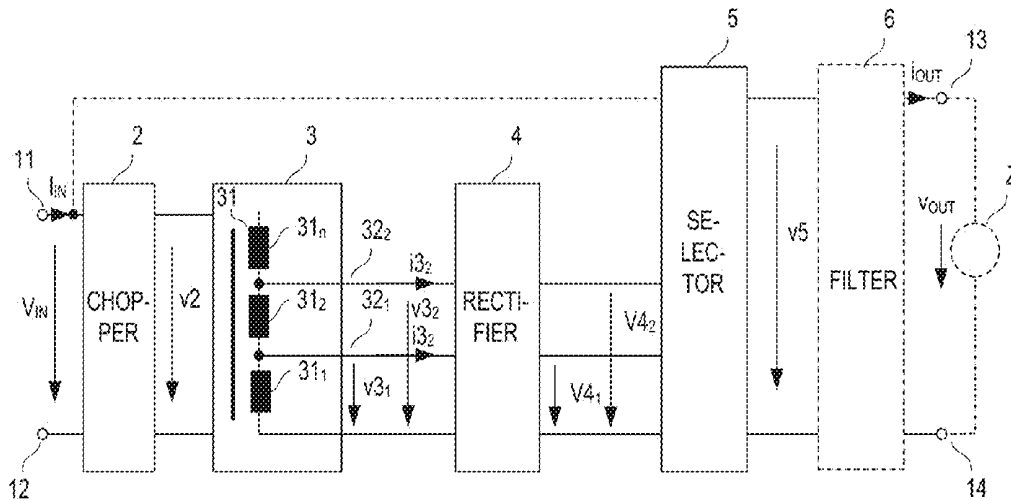 5
6
13
iOUT
2
3
4
11
IIN
31
31n
322
i32
SE-
LEC-
TOR
v5
VOUT
Z
VIN
CHOP-
PER
v2
312
321
v32
i32
RECTI-
FIER
V42
FILTER
311
v31
V41
12
14